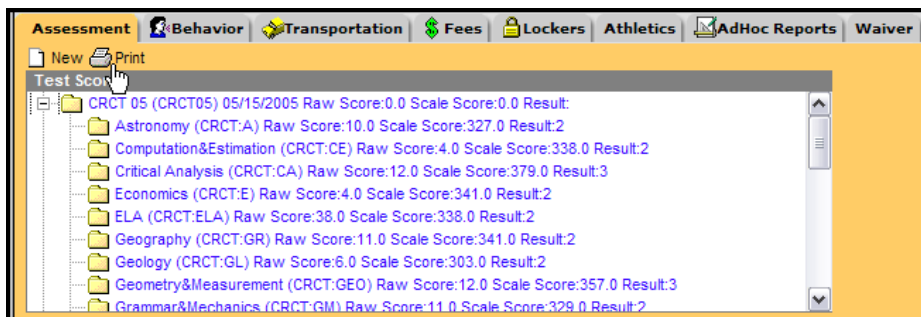 Assessment Behavior Transportation Fees Lockers Athletics AdHoc Reports Waiver
New Print
Test Sco
CRCT 05 (CRCT05) 05/15/2005 Raw Score:0.0 Scale Score:0.0 Result:
Astronomy (CRCT:A) Raw Score:10.0 Scale Score:327.0 Result:2
Computation&Estimation (CRCT:CE) Raw Score:4.0 Scale Score:338.0 Result:2
Critical Analysis (CRCT:CA) Raw Score:12.0 Scale Score:379.0 Result:3
Economics (CRCT:E) Raw Score:4.0 Scale Score:341.0 Result:2
ELA (CRCT:ELA) Raw Score:38.0 Scale Score:338.0 Result:2
Geography (CRCT:GR) Raw Score:11.0 Scale Score:341.0 Result:2
Geology (CRCT:GL) Raw Score:6.0 Scale Score:303.0 Result:2
Geometry&Measurement (CRCT:GEO) Raw Score:12.0 Scale Score:357.0 Result:3
Grammar&Mechanics (CRCT:GM) Raw Score:11.0 Scale Score:329.0 Result:2